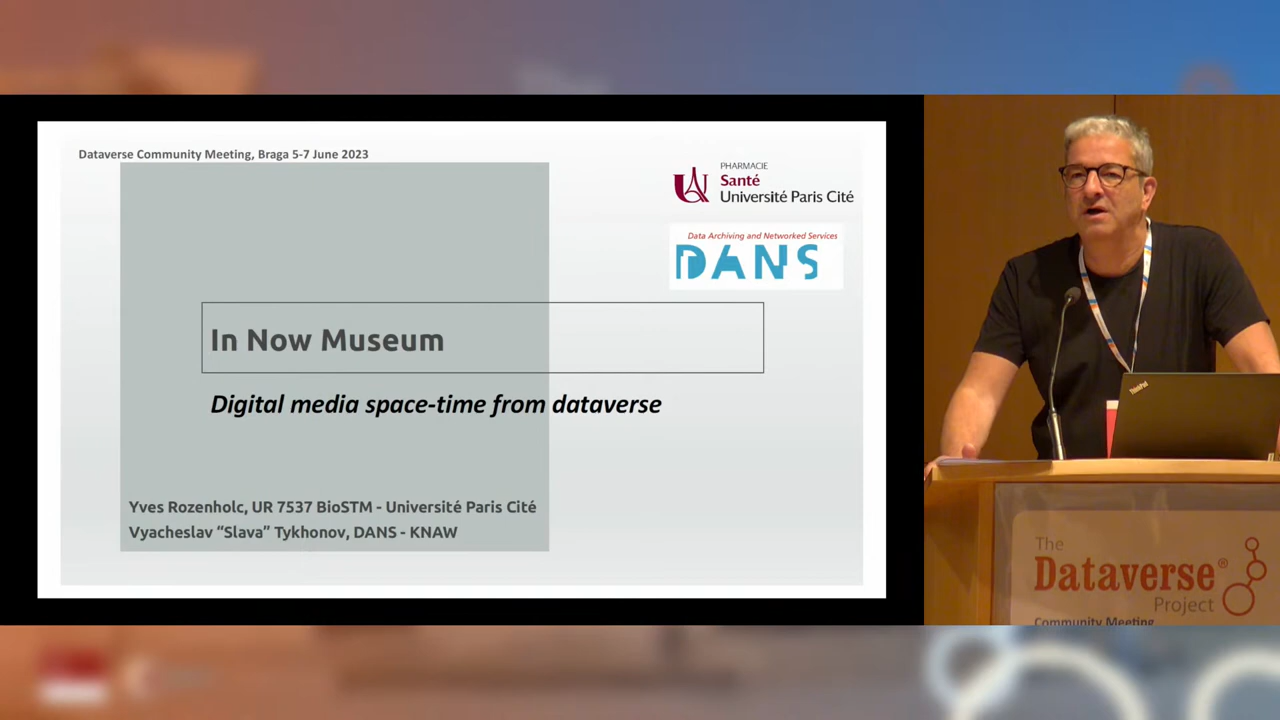 Dataverse Community Meeting, Braga 5-7 June 2023
PHARMACIE
Santé
Université Paris Cité
Data Archiving and Networked Services
DANS
In Now Museum
Digital media space-time from dataverse
Yves Rozenholc, UR 7537 BioSTM - Université Paris Cité
Vyacheslav “Slava” Tykhonov, DANS - KNAW
ThinkPad
The
Dataverse®
Project
Community Meeting